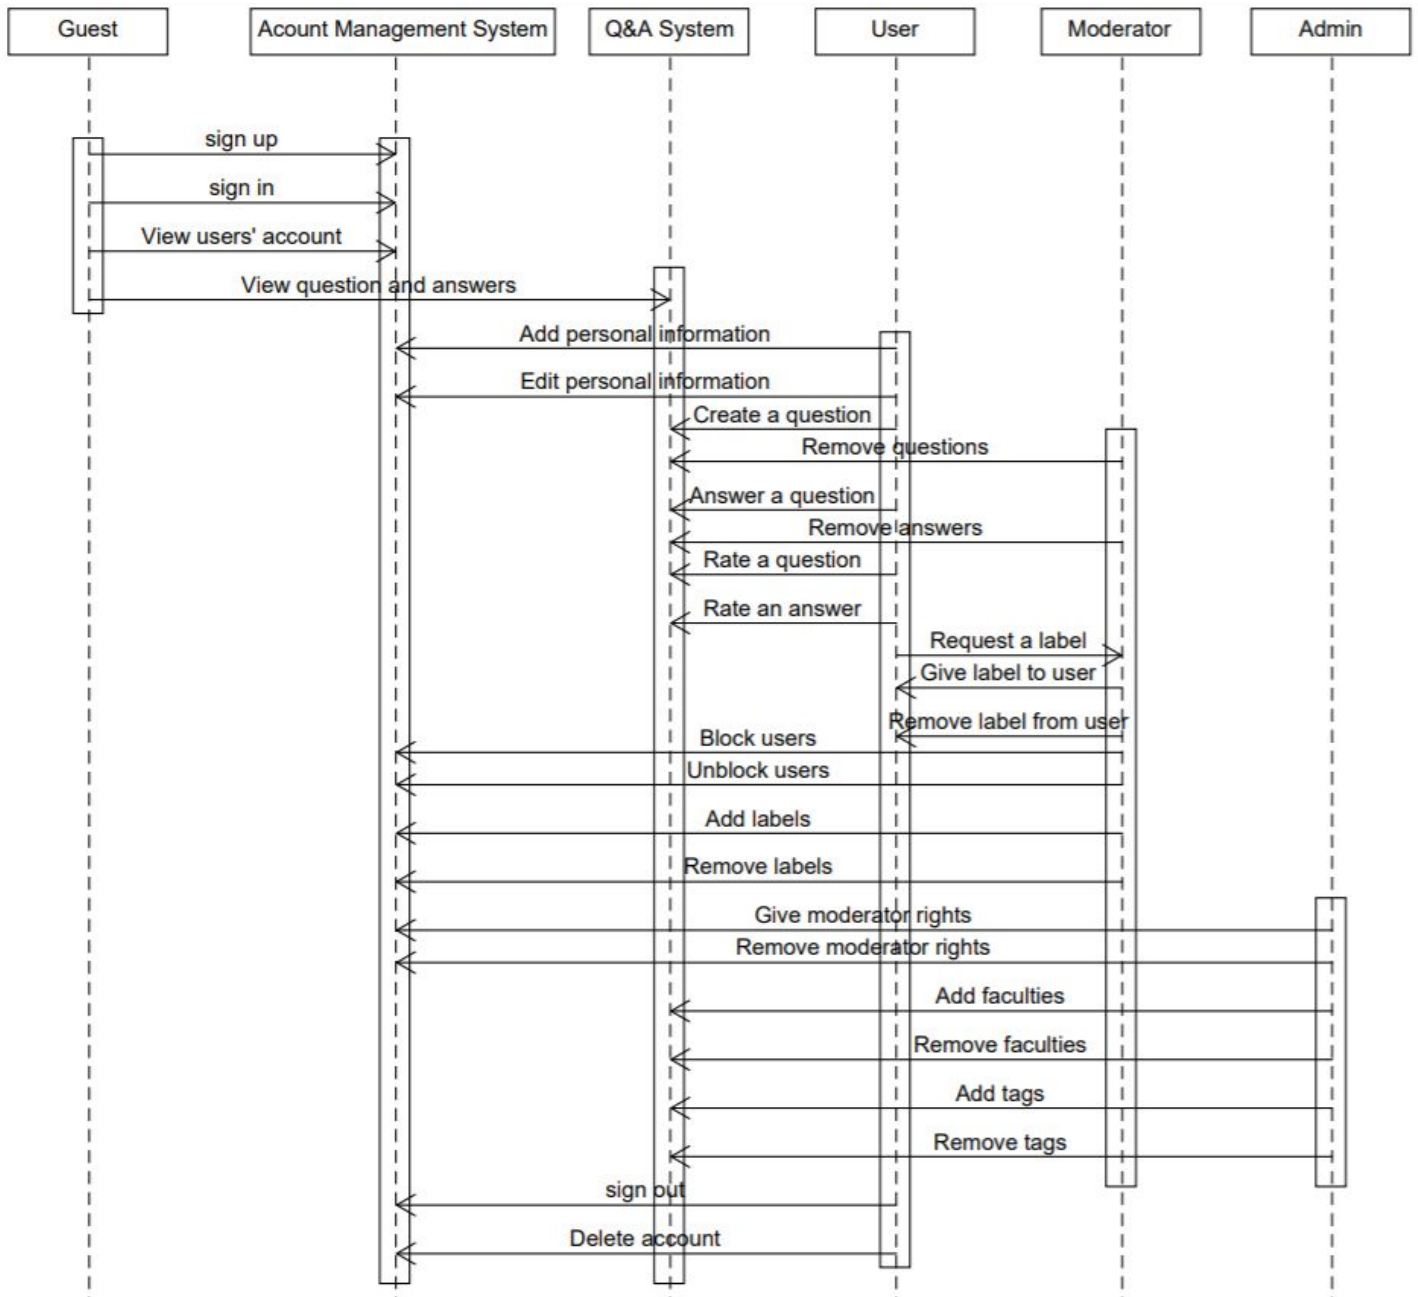 Guest
Acount Management System
Q&A System
User
Moderator
Admin
sign up
sign in
View users' account
View question and answers
Add personal information
Edit personal information
Create a question
Remove questions
Answer a question
Remove answers
Rate a question
Rate an answer
Request a label
Give label to user
Remove label from user
Block users
Unblock users
Add labels
Remove labels
Give moderator rights
Remove moderator rights
Add faculties
Remove faculties
Add tags
Remove tags
sign out
Delete account